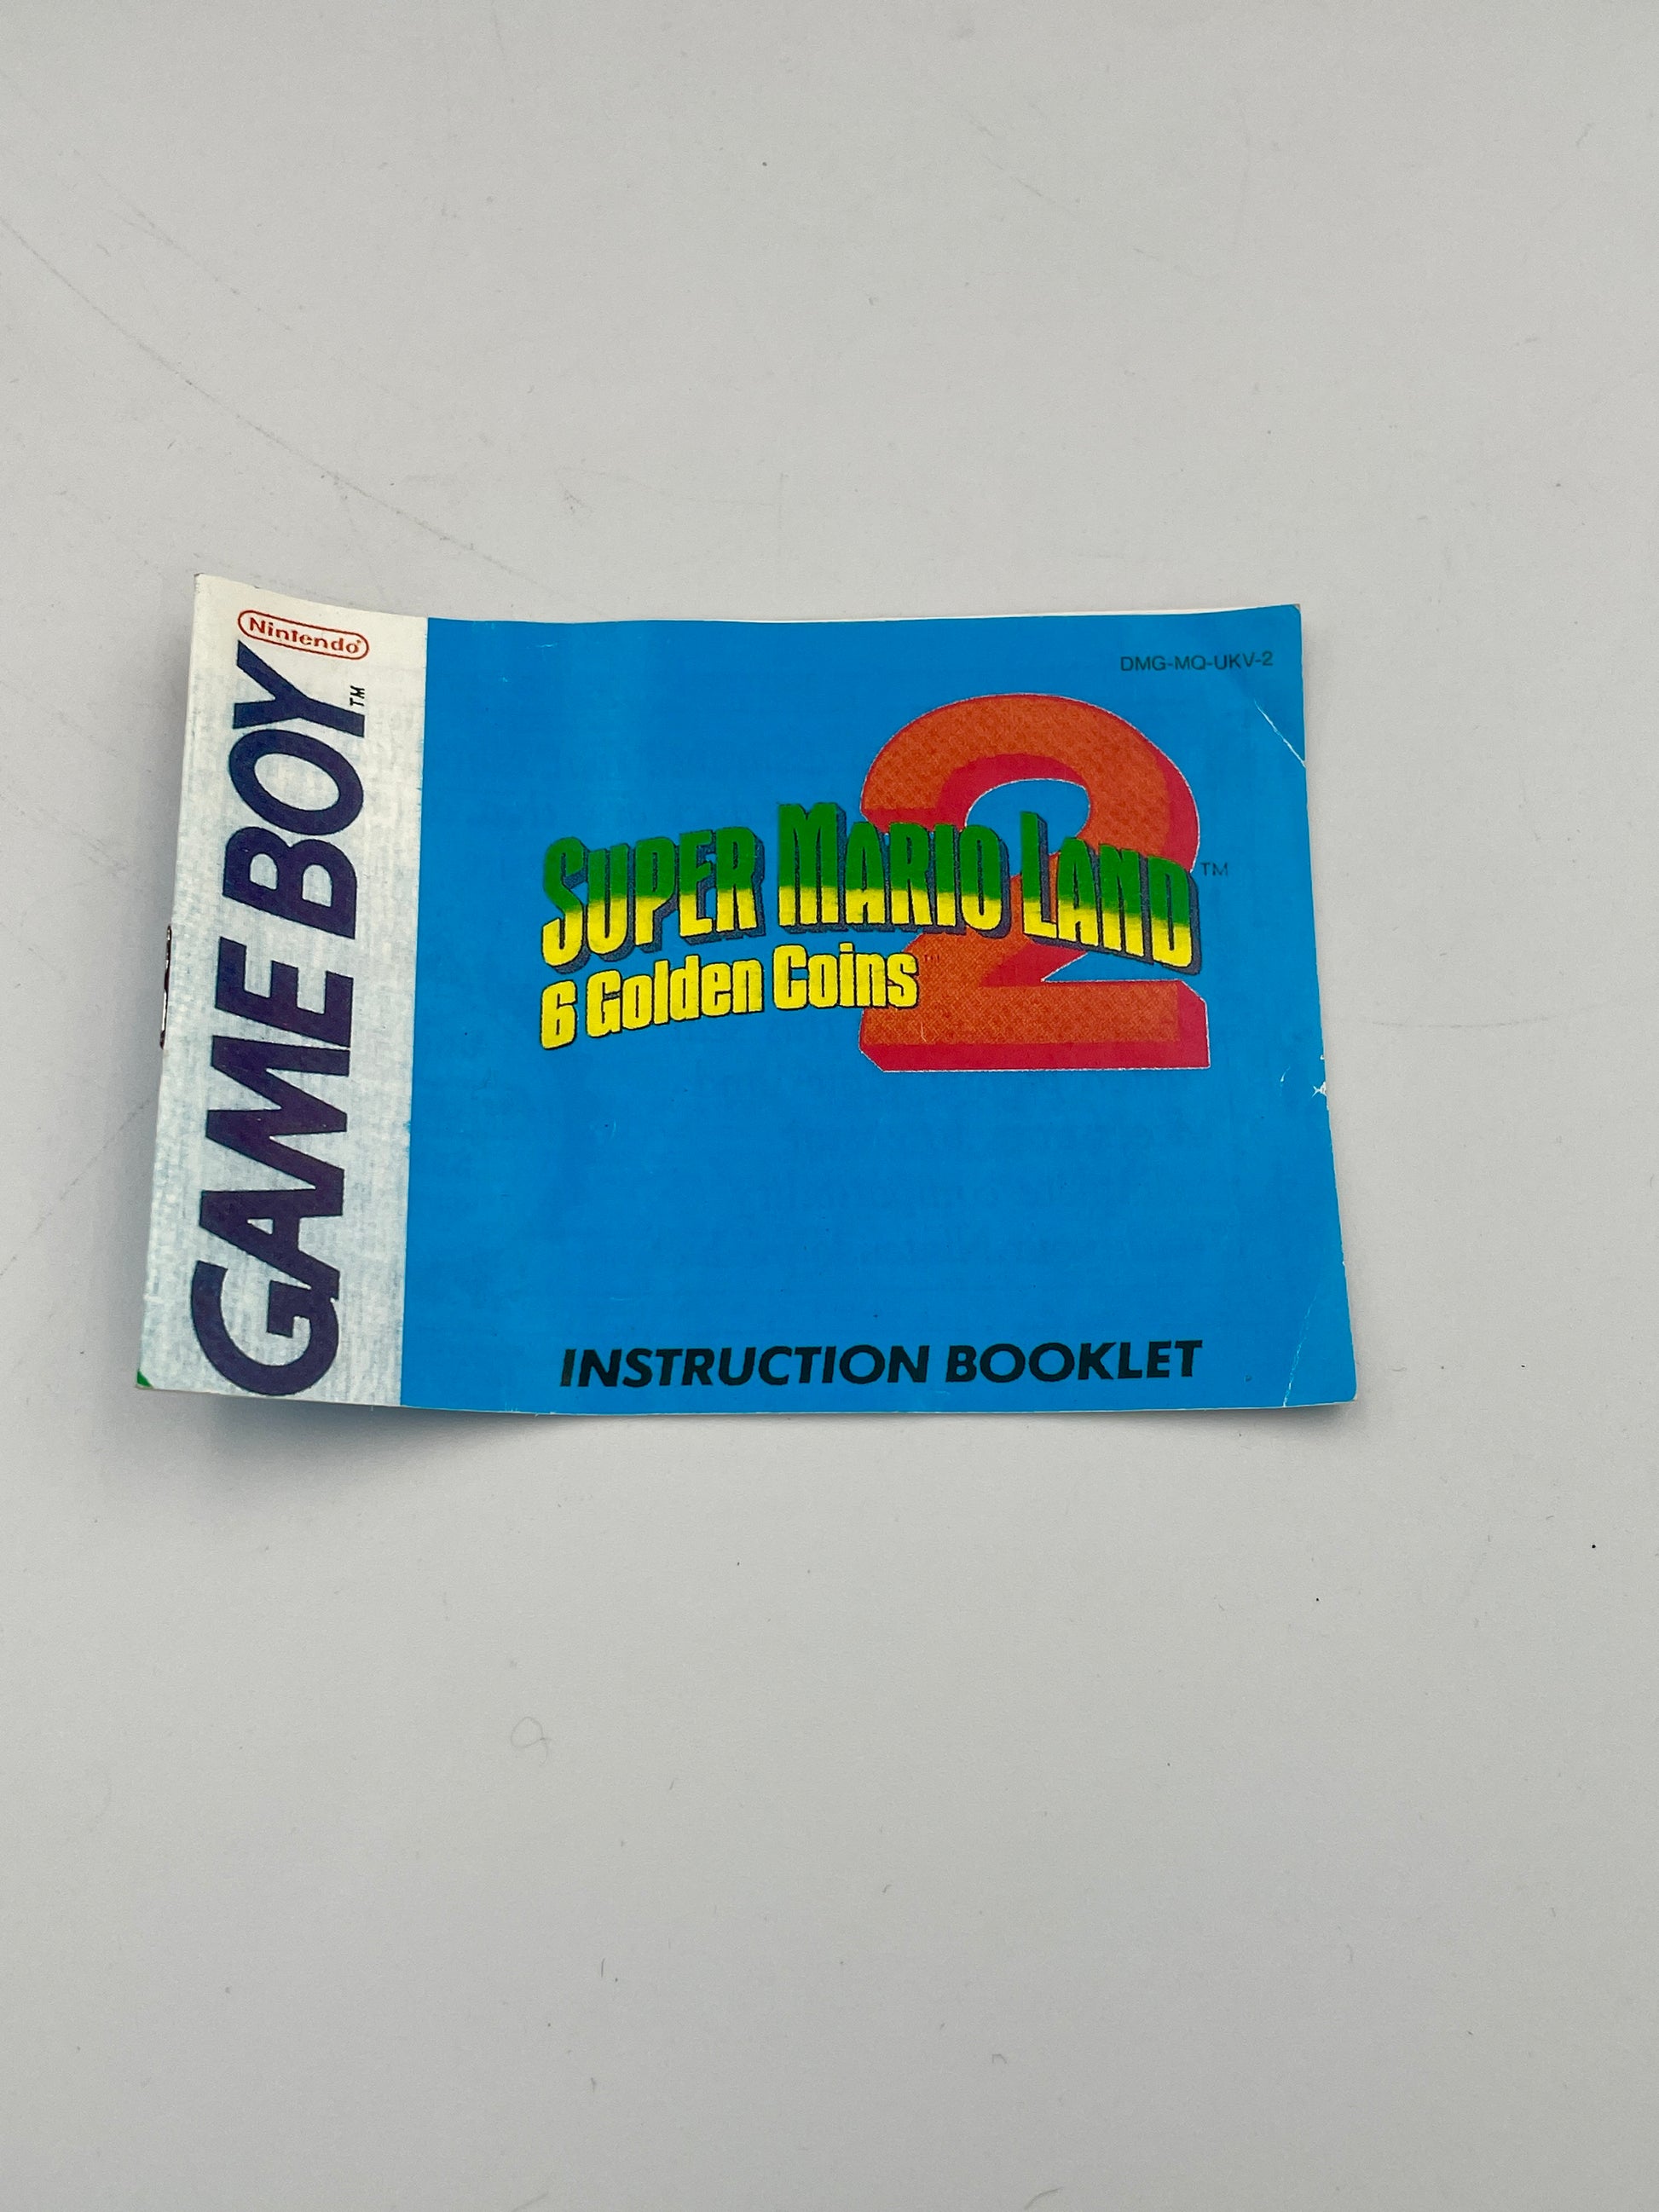 Nintendo®
GAME BOY™
DMG-MQ-UKV-2
2
SUPER MARIO LAND™
6 Golden Coins™
INSTRUCTION BOOKLET